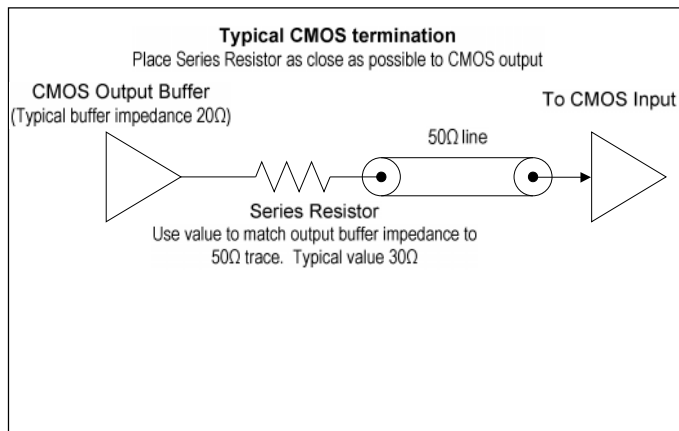 Typical CMOS termination
Place Series Resistor as close as possible to CMOS output
CMOS Output Buffer
(Typical buffer impedance 20Ω)
To CMOS Input
50Ω line
Series Resistor
Use value to match output buffer impedance to
50Ω trace. Typical value 30Ω